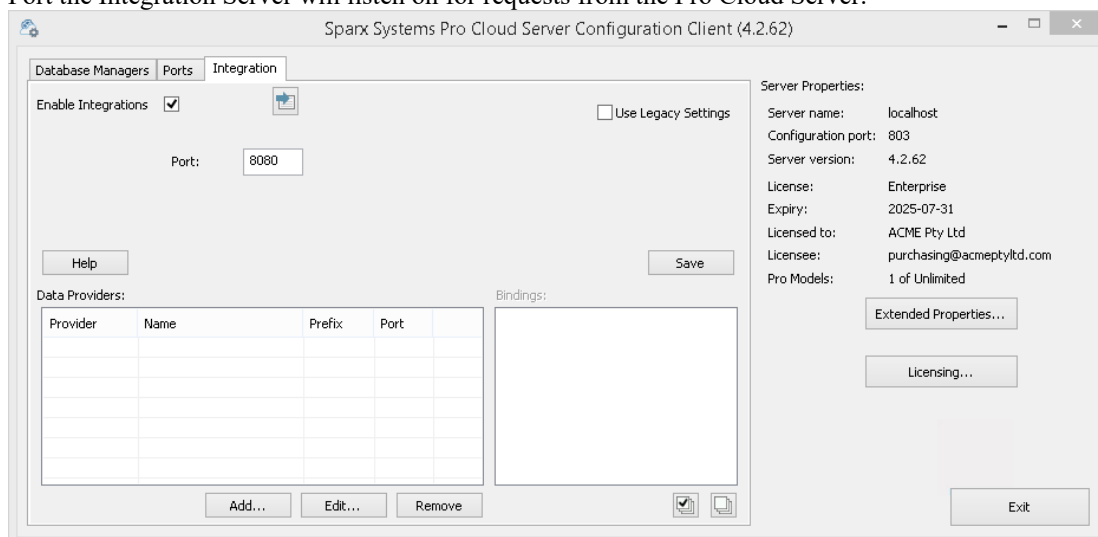 Port the Integration Server will listen on for requests from the Pro Cloud Server.
Sparx Systems Pro Cloud Server Configuration Client (4.2.62)
Database Managers Ports Integration
Enable Integrations
Use Legacy Settings
Port: 8080
Help
Save
Data Providers:
Bindings:
Provider Name Prefix Port
Add... Edit... Remove
Server Properties:
Server name: localhost
Configuration port: 803
Server version: 4.2.62
License: Enterprise
Expiry: 2025-07-31
Licensed to: ACME Pty Ltd
Licensee: purchasing@acmeptyltd.com
Pro Models: 1 of Unlimited
Extended Properties...
Licensing...
Exit